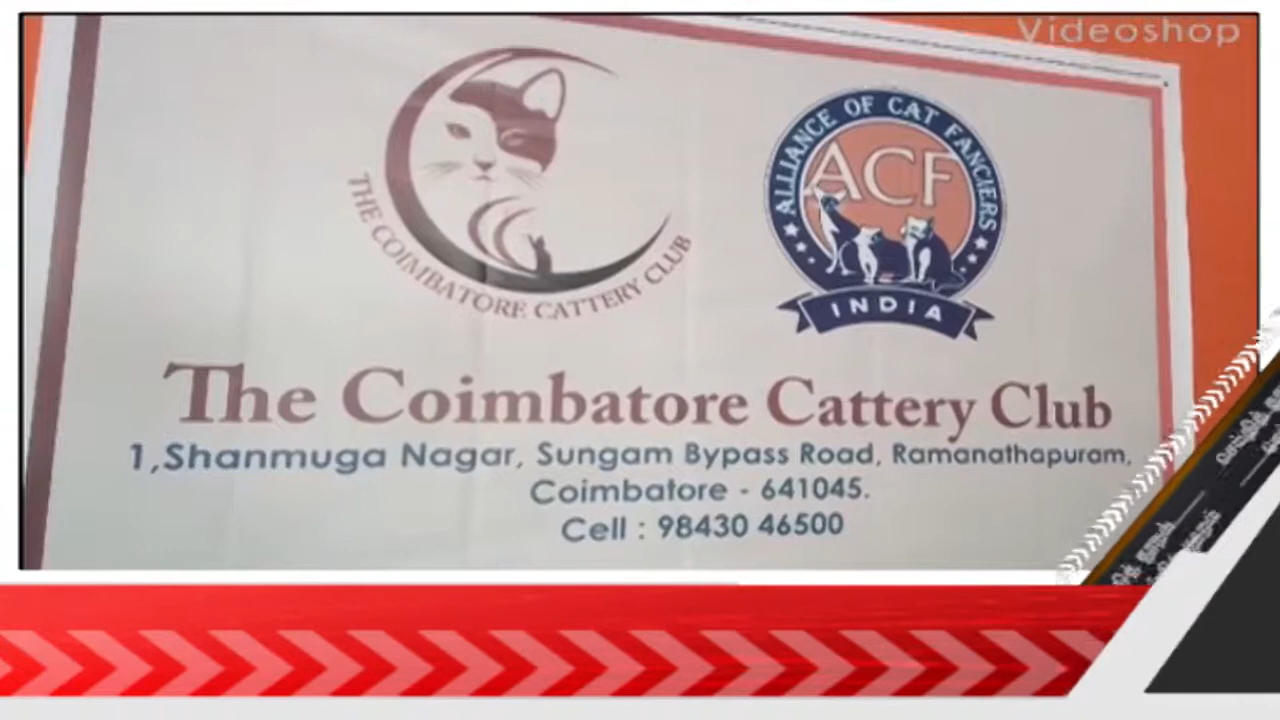 Videoshop
THE COIMBATORE CATTERY CLUB
ALLIANCE OF CAT FANCIERS
ACF
INDIA
The Coimbatore Cattery Club
1,Shanmuga Nagar, Sungam Bypass Road, Ramanathapuram,
Coimbatore - 641045.
Cell : 98430 46500